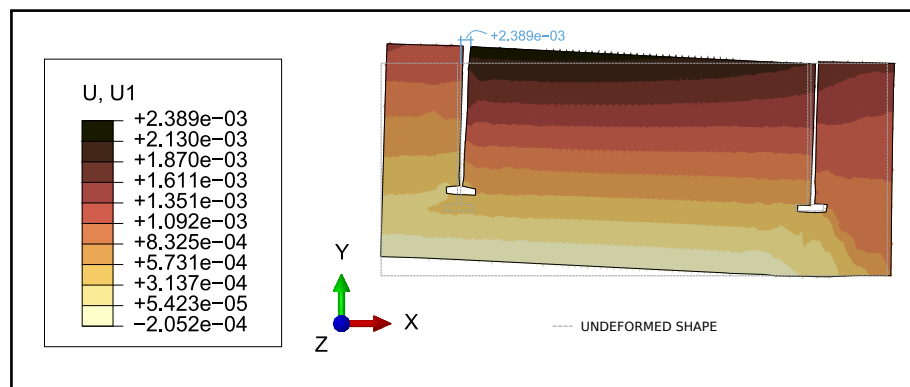 +2.389e−03
U, U1
+2.389e−03
+2.130e−03
+1.870e−03
+1.611e−03
+1.351e−03
+1.092e−03
+8.325e−04
+5.731e−04
+3.137e−04
+5.423e−05
−2.052e−04
Y
X
Z
UNDEFORMED SHAPE